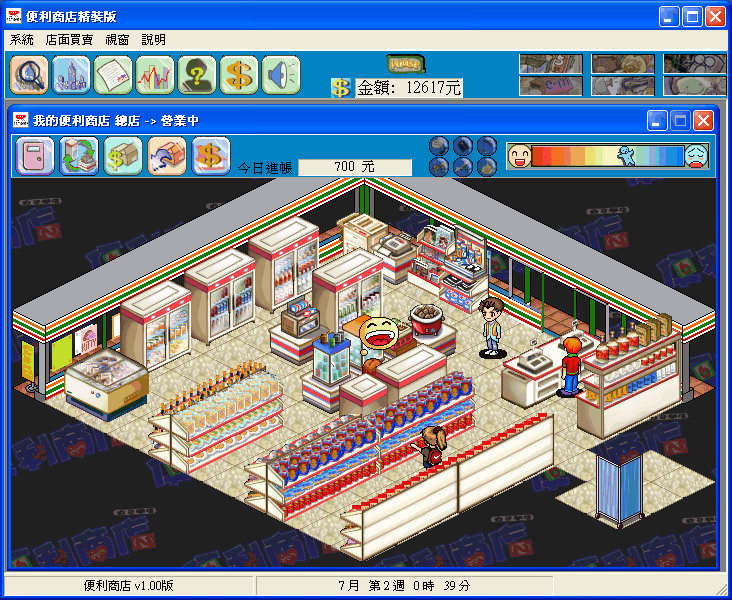 便利商店精裝版
系統 店面買賣 視窗 說明
金額: 12617元
我的便利商店 總店 -> 營業中
今日進帳 700 元
便利商店 v1.00版
7月 第2週 0時 39分